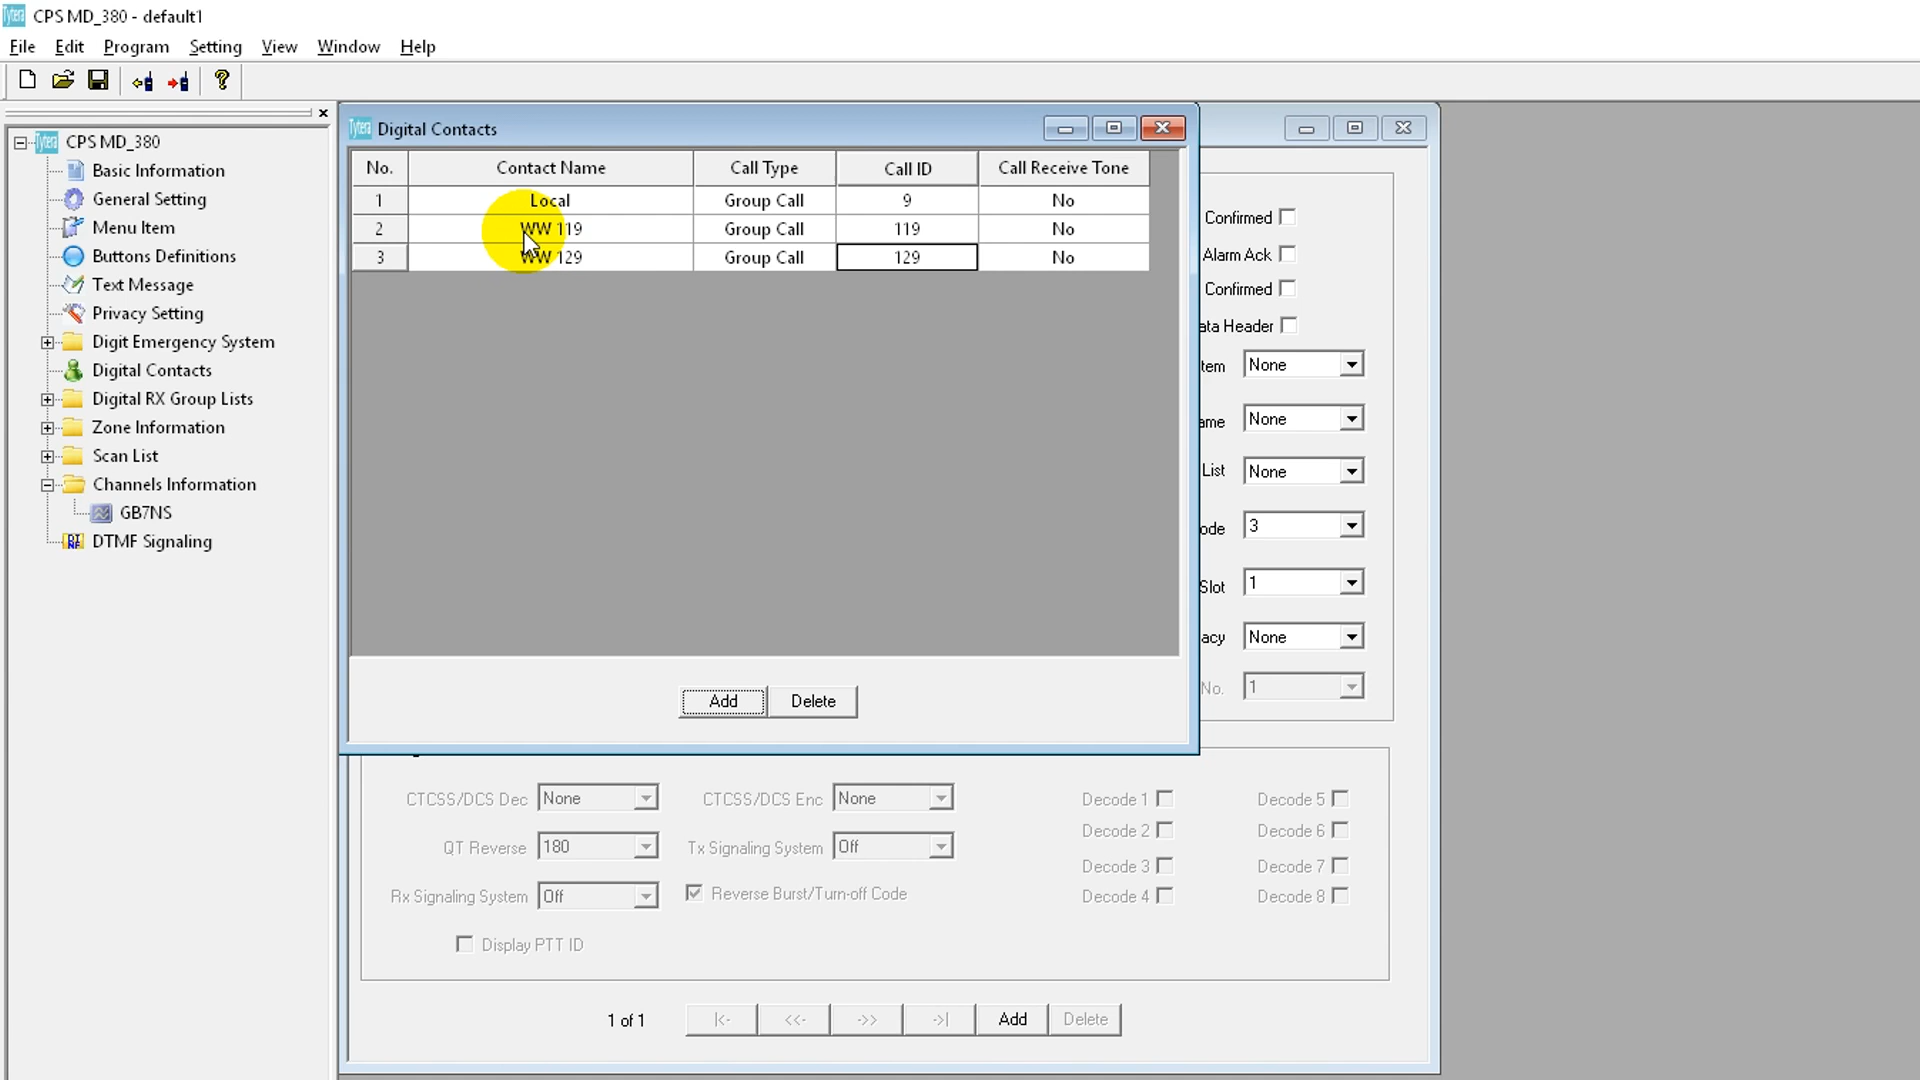 CPS MD_380 - default1
File Edit Program Setting View Window Help
CPS MD_380
Basic Information
General Setting
Menu Item
Buttons Definitions
Text Message
Privacy Setting
Digit Emergency System
Digital Contacts
Digital RX Group Lists
Zone Information
Scan List
Channels Information
GB7NS
DTMF Signaling
Digital Contacts
No. Contact Name Call Type Call ID Call Receive Tone
1 Local Group Call 9 No
2 WW 119 Group Call 119 No
3 WW 129 Group Call 129 No
Add Delete
Confirmed
Alarm Ack
Confirmed
ata Header
tem None
ame None
List None
ode 3
Slot 1
acy None
No. 1
CTCSS/DCS Dec None CTCSS/DCS Enc None Decode 1 Decode 5
Decode 2 Decode 6
QT Reverse 180 Tx Signaling System Off
Decode 3 Decode 7
Rx Signaling System Off Reverse Burst/Turn-off Code Decode 4 Decode 8
Display PTT ID
1 of 1 |<- <<- ->> ->| Add Delete